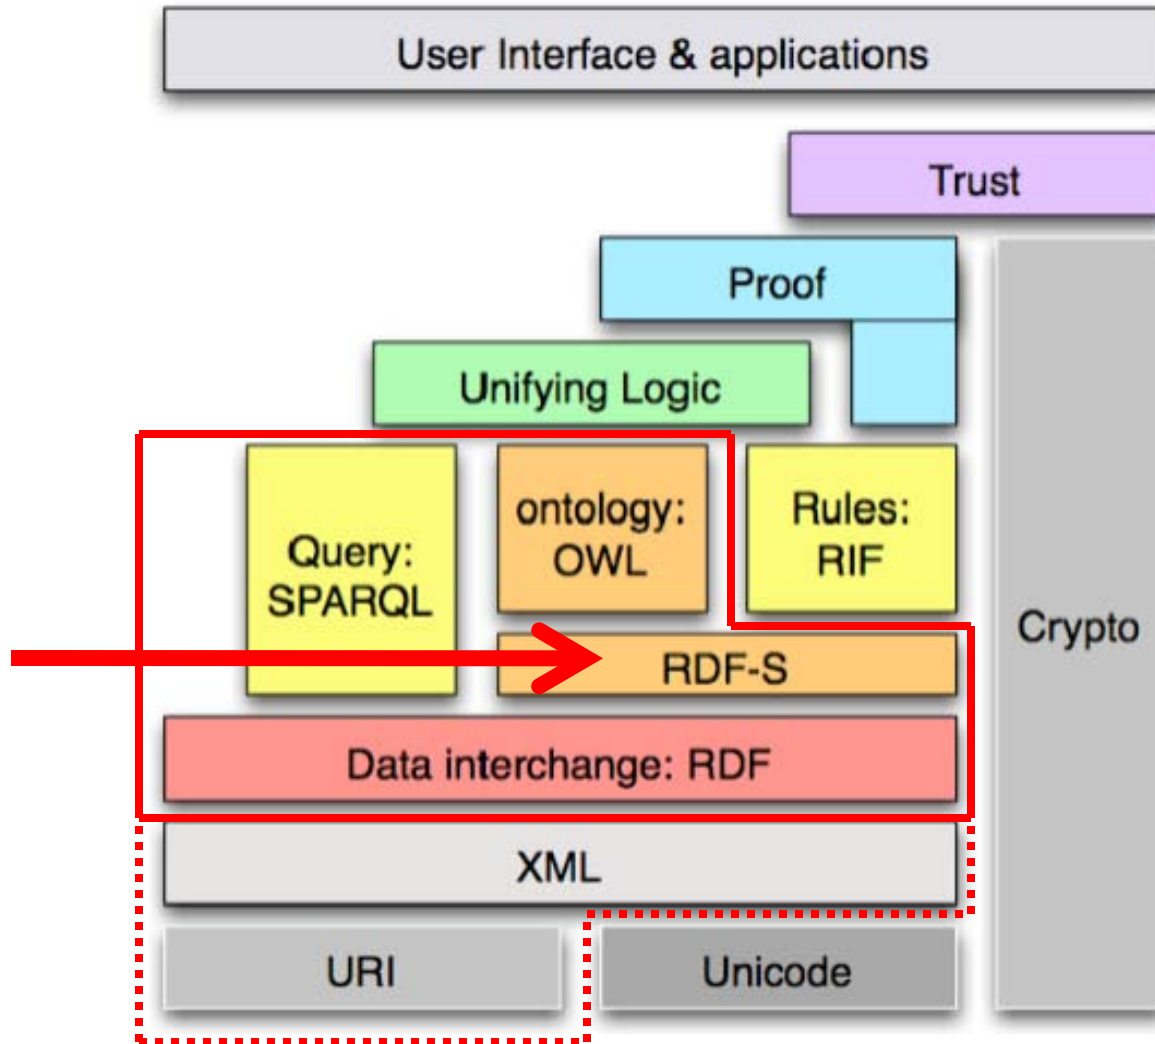 User Interface & applications
Trust
Proof
Unifying Logic
Query:
SPARQL
ontology:
OWL
Rules:
RIF
Crypto
RDF-S
Data interchange: RDF
XML
URI
Unicode